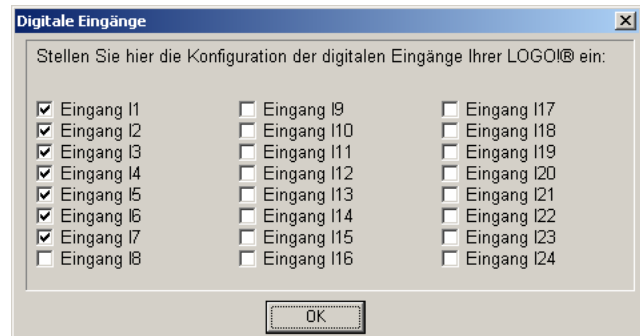 Digitale Eingänge
Stellen Sie hier die Konfiguration der digitalen Eingänge Ihrer LOGO!® ein:
Eingang I1
Eingang I2
Eingang I3
Eingang I4
Eingang I5
Eingang I6
Eingang I7
Eingang I8
Eingang I9
Eingang I10
Eingang I11
Eingang I12
Eingang I13
Eingang I14
Eingang I15
Eingang I16
Eingang I17
Eingang I18
Eingang I19
Eingang I20
Eingang I21
Eingang I22
Eingang I23
Eingang I24
OK